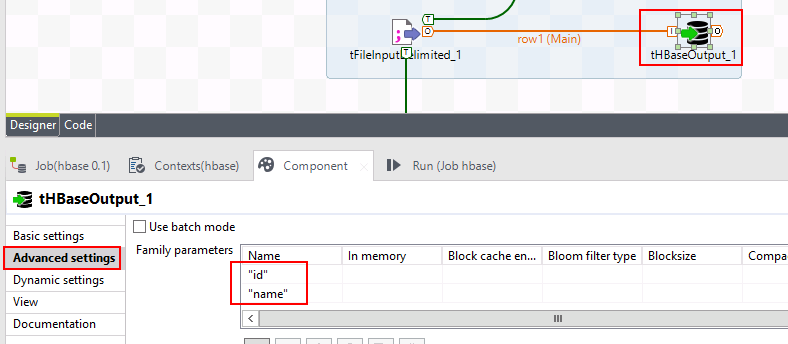 T
O
row1 (Main)
I
O
tFileInputDelimited_1
tHBaseOutput_1
T
Designer
Code
Job(hbase 0.1)
Contexts(hbase)
Component
Run (Job hbase)
tHBaseOutput_1
Basic settings
Advanced settings
Dynamic settings
View
Documentation
Use batch mode
Family parameters
Name In memory Block cache en... Bloom filter type Blocksize Compa
"id"
"name"